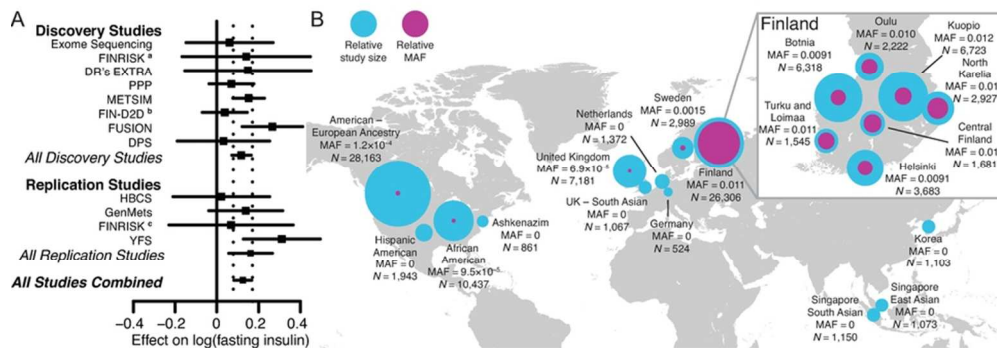 A
Discovery Studies
Exome Sequencing
FINRISK a
DR's EXTRA
PPP
METSIM
FIN-D2D b
FUSION
DPS
All Discovery Studies
Replication Studies
HBCS
GenMets
FINRISK c
YFS
All Replication Studies
All Studies Combined
−0.4
−0.2
0
0.2
0.4
Effect on log(fasting insulin)
B
Relative
study size
Relative
MAF
American –
European Ancestry
MAF = 1.2×10⁻⁴
N = 28,163
Hispanic
American
MAF = 0
N = 1,943
African
American
MAF = 9.5×10⁻⁵
N = 10,437
Ashkenazim
MAF = 0
N = 861
United Kingdom
MAF = 6.9×10⁻⁵
N = 7,181
UK – South Asian
MAF = 0
N = 1,067
Netherlands
MAF = 0
N = 1,372
Germany
MAF = 0
N = 524
Sweden
MAF = 0.0015
N = 2,989
Finland
MAF = 0.011
N = 26,306
Korea
MAF = 0
N = 1,103
Singapore
South Asian
MAF = 0
N = 1,150
Singapore
East Asian
MAF = 0
N = 1,073
Finland
Botnia
MAF = 0.0091
N = 6,318
Oulu
MAF = 0.010
N = 2,222
Kuopio
MAF = 0.012
N = 6,723
North
Karelia
MAF = 0.01
N = 2,927
Turku and
Loimaa
MAF = 0.011
N = 1,545
Central
Finland
MAF = 0.01
N = 1,681
Helsinki
MAF = 0.0091
N = 3,683